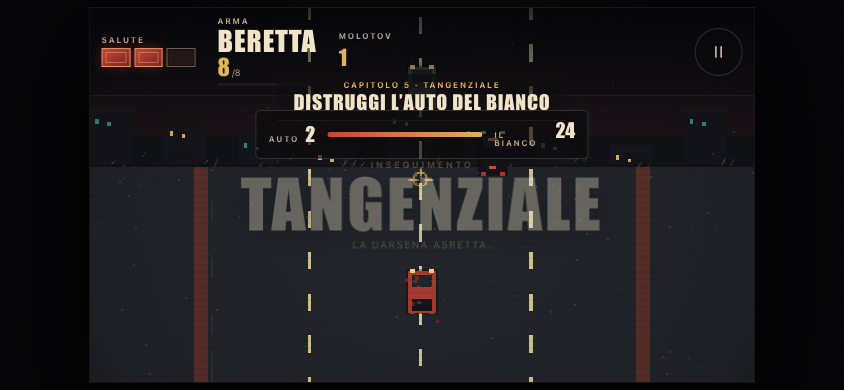 SALUTE
ARMA
BERETTA
8/8
MOLOTOV
1
CAPITOLO 5 · TANGENZIALE
DISTRUGGI L'AUTO DEL BIANCO
AUTO 2
IL BIANCO
24
INSEGUIMENTO
TANGENZIALE
LA DARSENA ASPETTA.